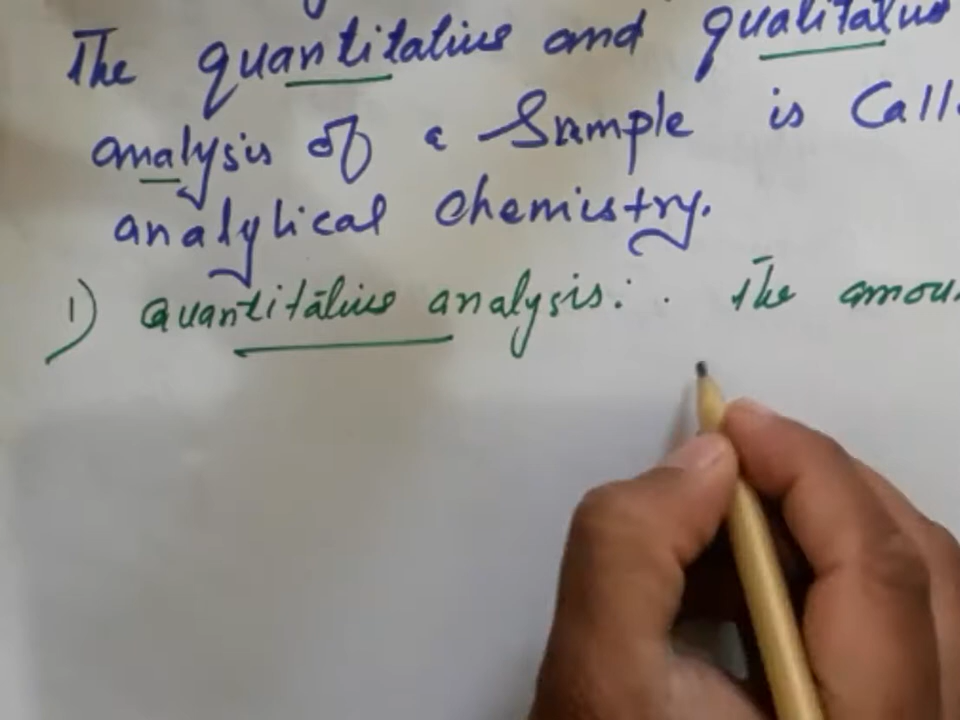 The quantitative and qualitative
analysis of a Sample is Call
analytical Chemistry.
1) Quantitative analysis: . The amou